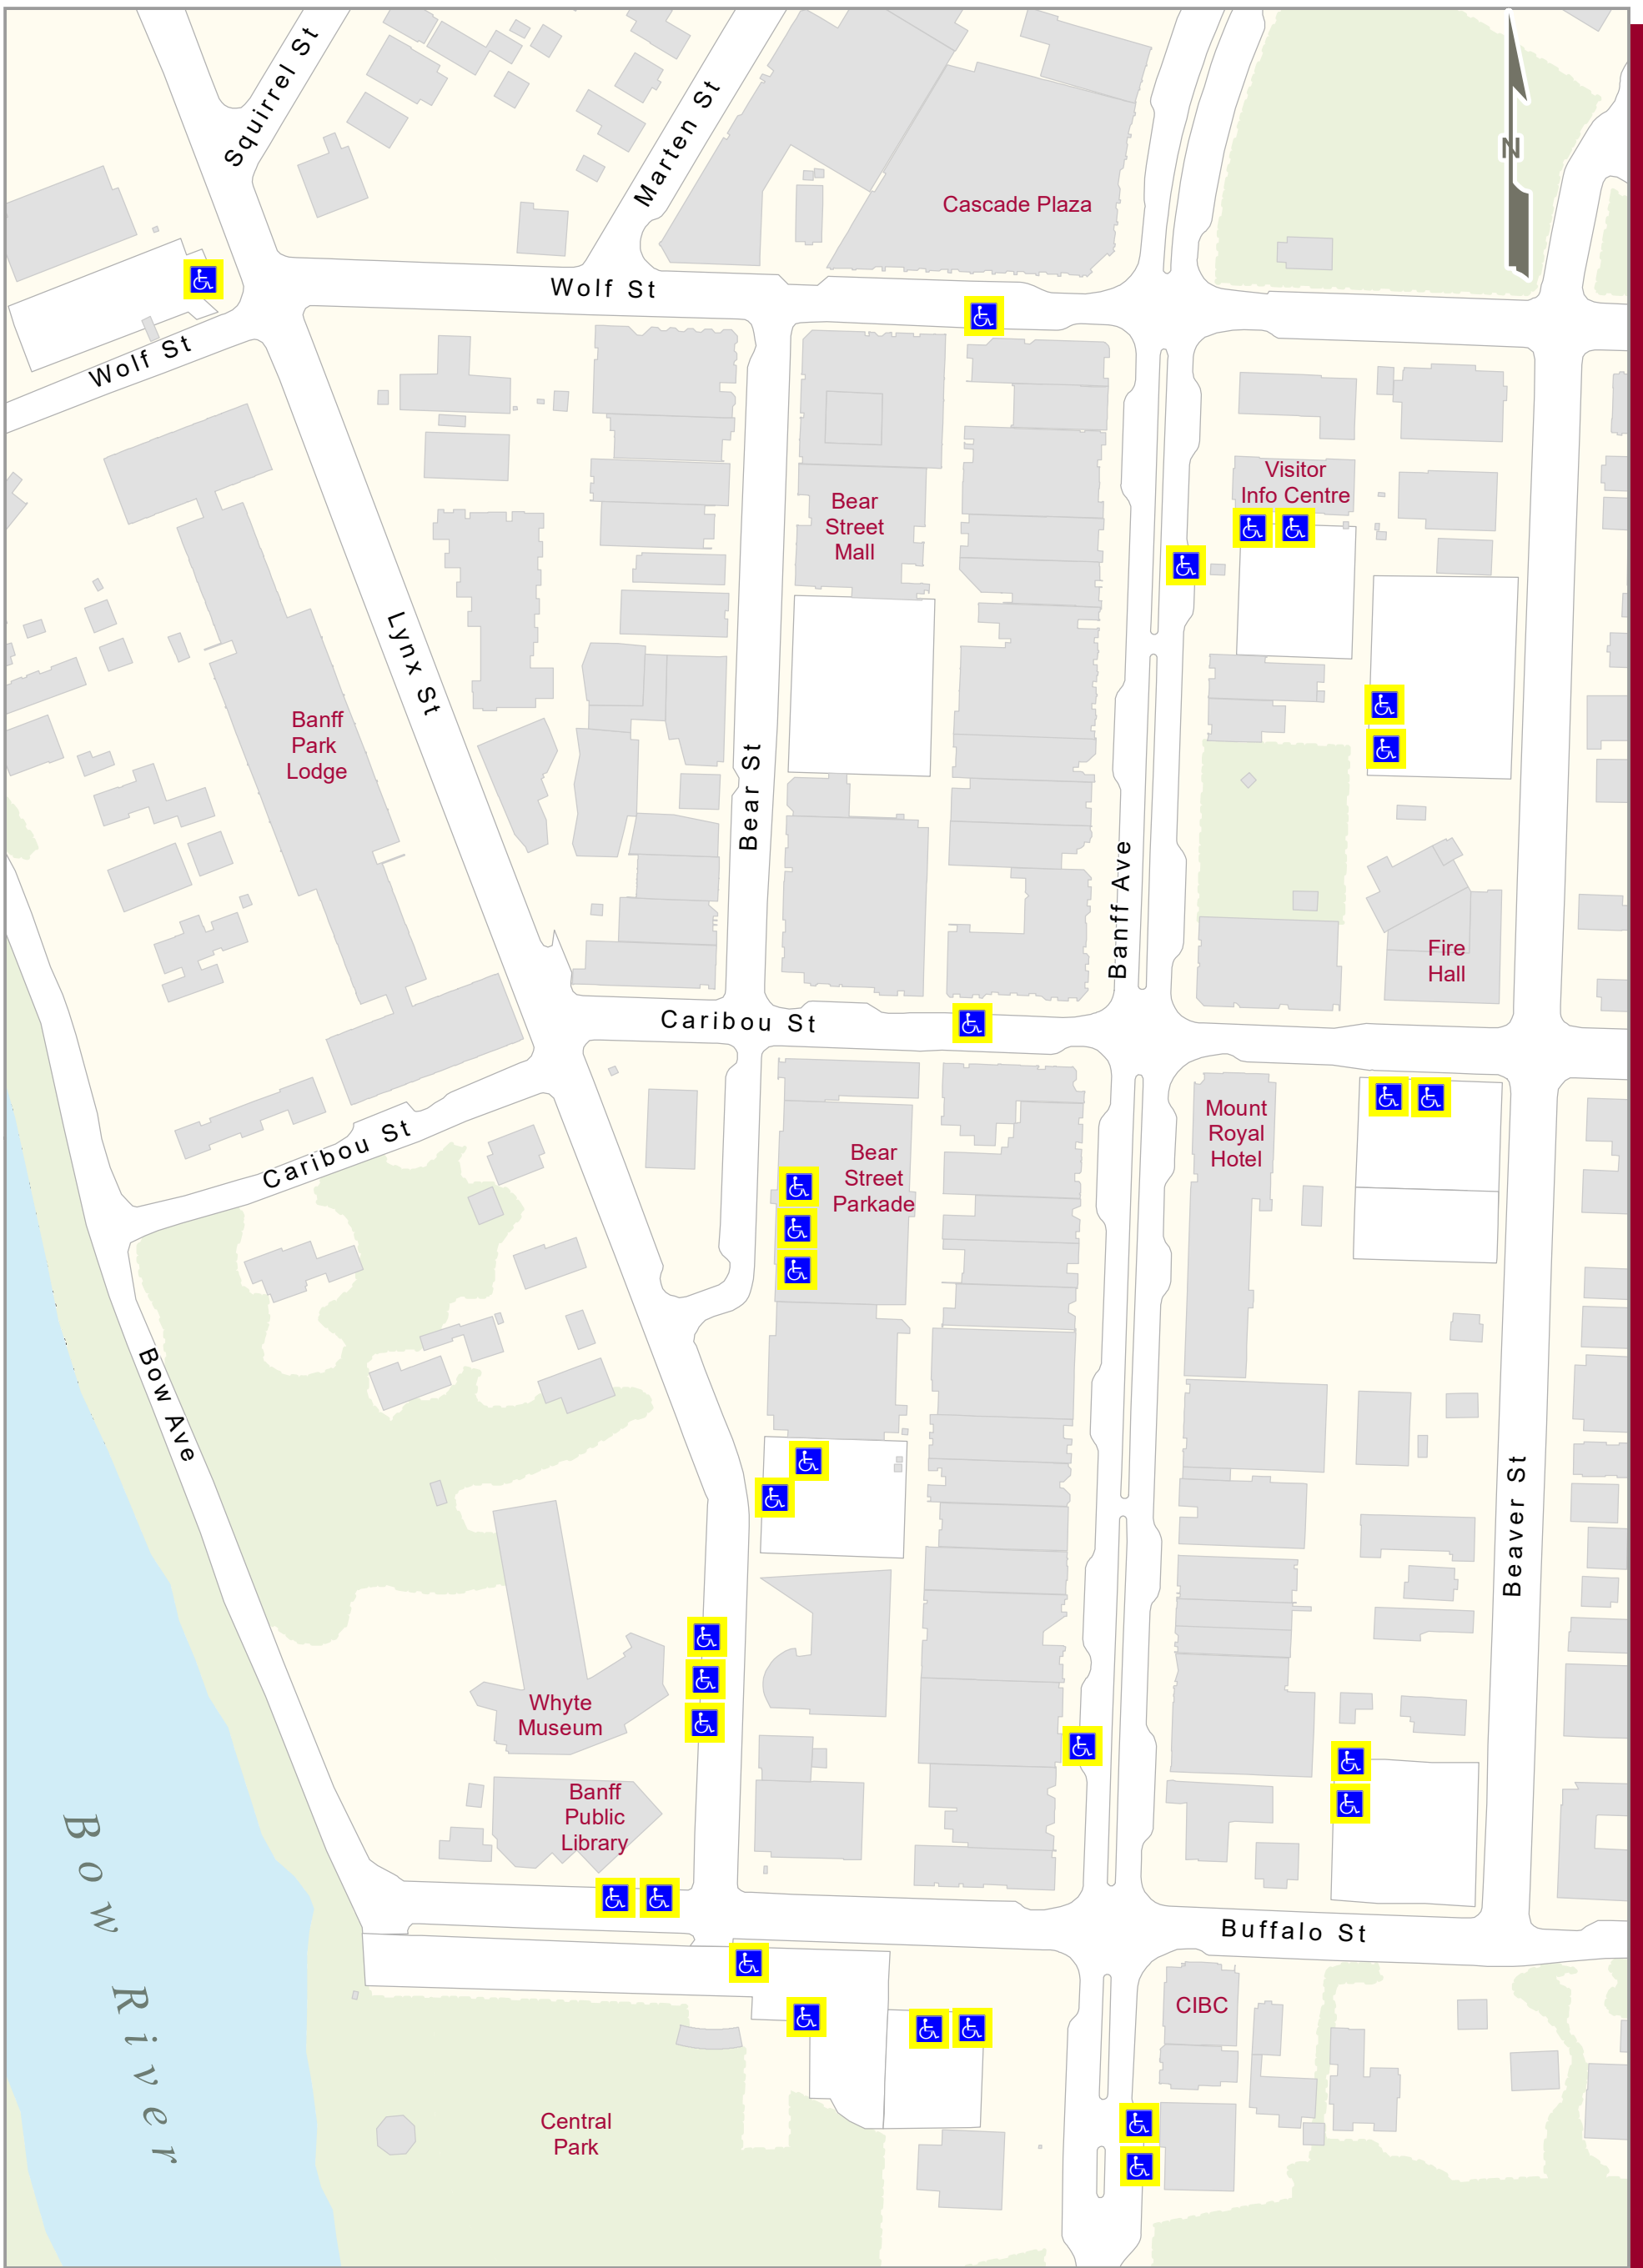 Squirrel St
Marten St
N
Cascade Plaza
Wolf St
Wolf St
Visitor
Info Centre
Bear
Street
Mall
Lynx St
Banff
Park
Lodge
Bear St
Banff Ave
Fire
Hall
Caribou St
Mount
Royal
Hotel
Caribou St
Bear
Street
Parkade
Bow Ave
Beaver St
Whyte
Museum
Banff
Public
Library
Bow River
Buffalo St
CIBC
Central
Park